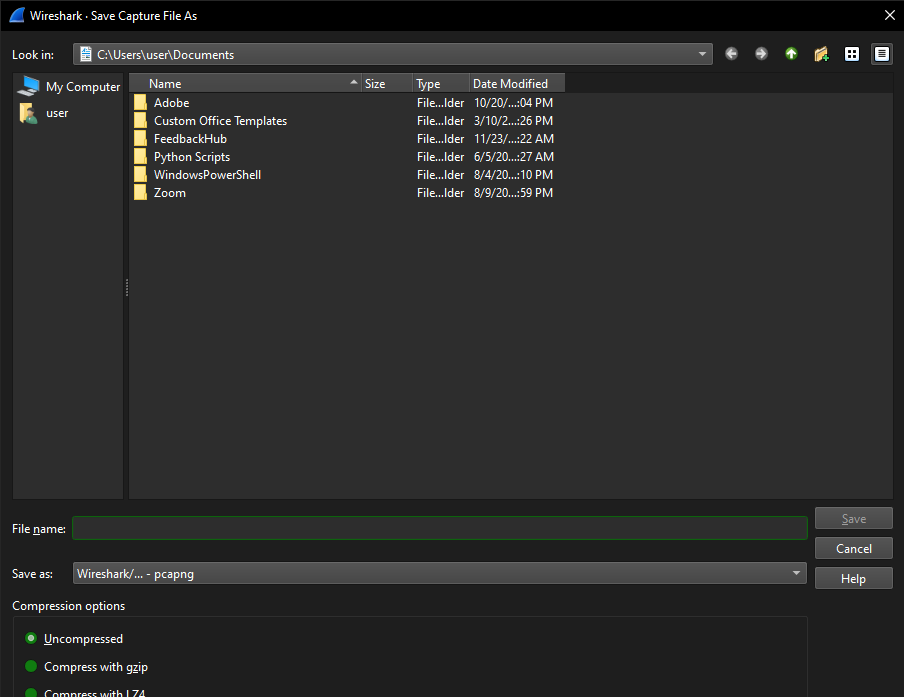 Wireshark · Save Capture File As
Look in: C:\Users\user\Documents
My Computer
user
Name Size Type Date Modified
Adobe File...lder 10/20/...:04 PM
Custom Office Templates File...lder 3/10/2...:26 PM
FeedbackHub File...lder 11/23/...:22 AM
Python Scripts File...lder 6/5/20...:27 AM
WindowsPowerShell File...lder 8/4/20...:10 PM
Zoom File...lder 8/9/20...:59 PM
File name: Save
Cancel
Save as: Wireshark/... - pcapng Help
Compression options
Uncompressed
Compress with gzip
Compress with LZ4